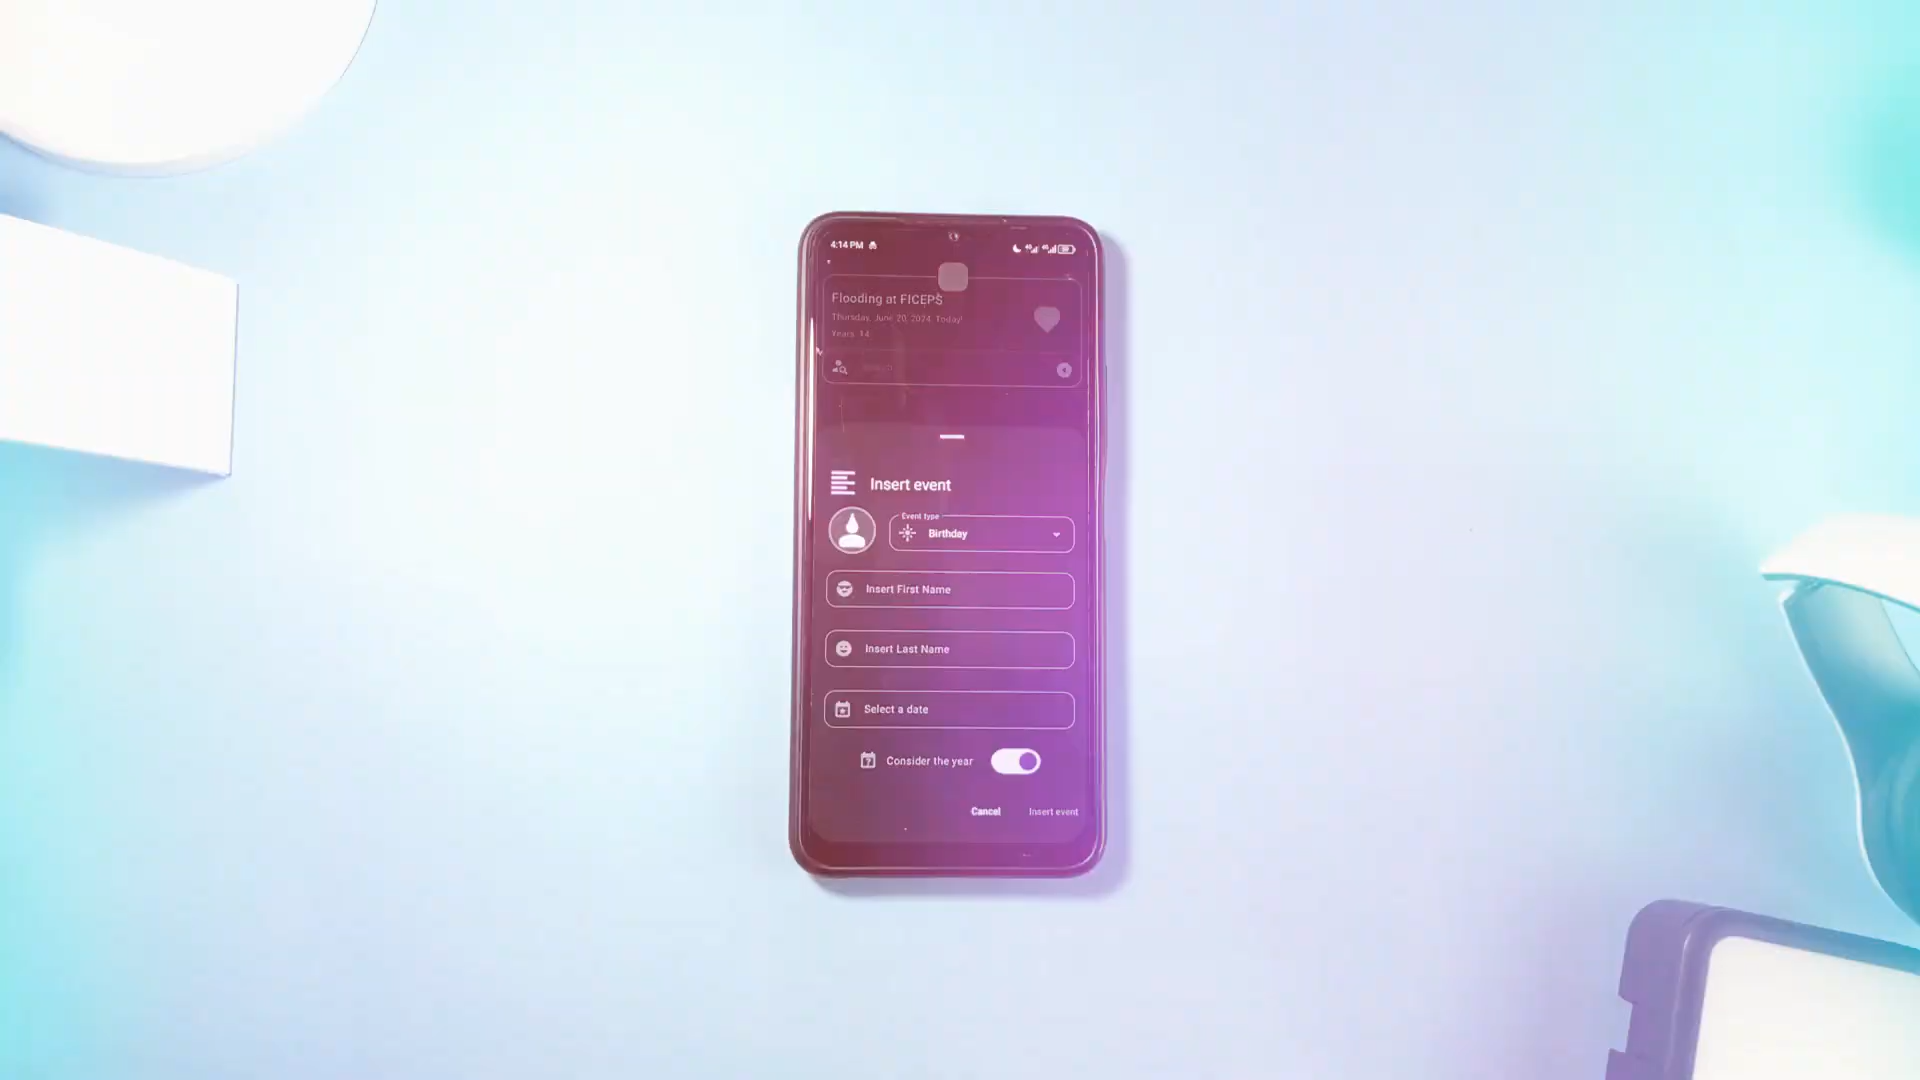 4:14 PM
Flooding at FICEPS
Thursday, June 20, 2024. Today!
Years: 14
Search
Insert event
Event type
Birthday
Insert First Name
Insert Last Name
Select a date
Consider the year
Cancel
Insert event